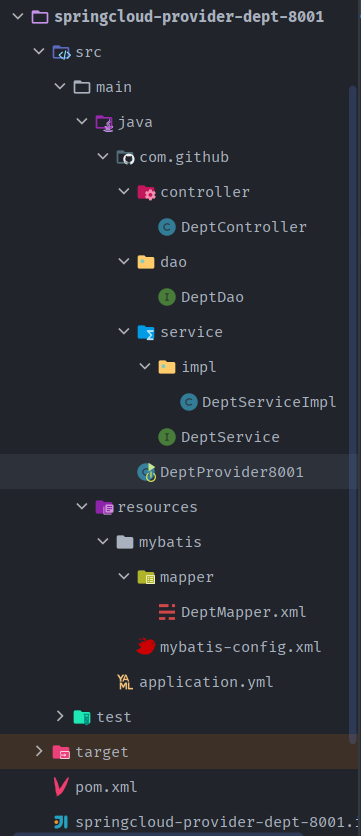 springcloud-provider-dept-8001
src
main
java
com.github
controller
DeptController
dao
DeptDao
service
impl
DeptServiceImpl
DeptService
DeptProvider8001
resources
mybatis
mapper
DeptMapper.xml
mybatis-config.xml
application.yml
test
target
pom.xml
springcloud-provider-dept-8001.i